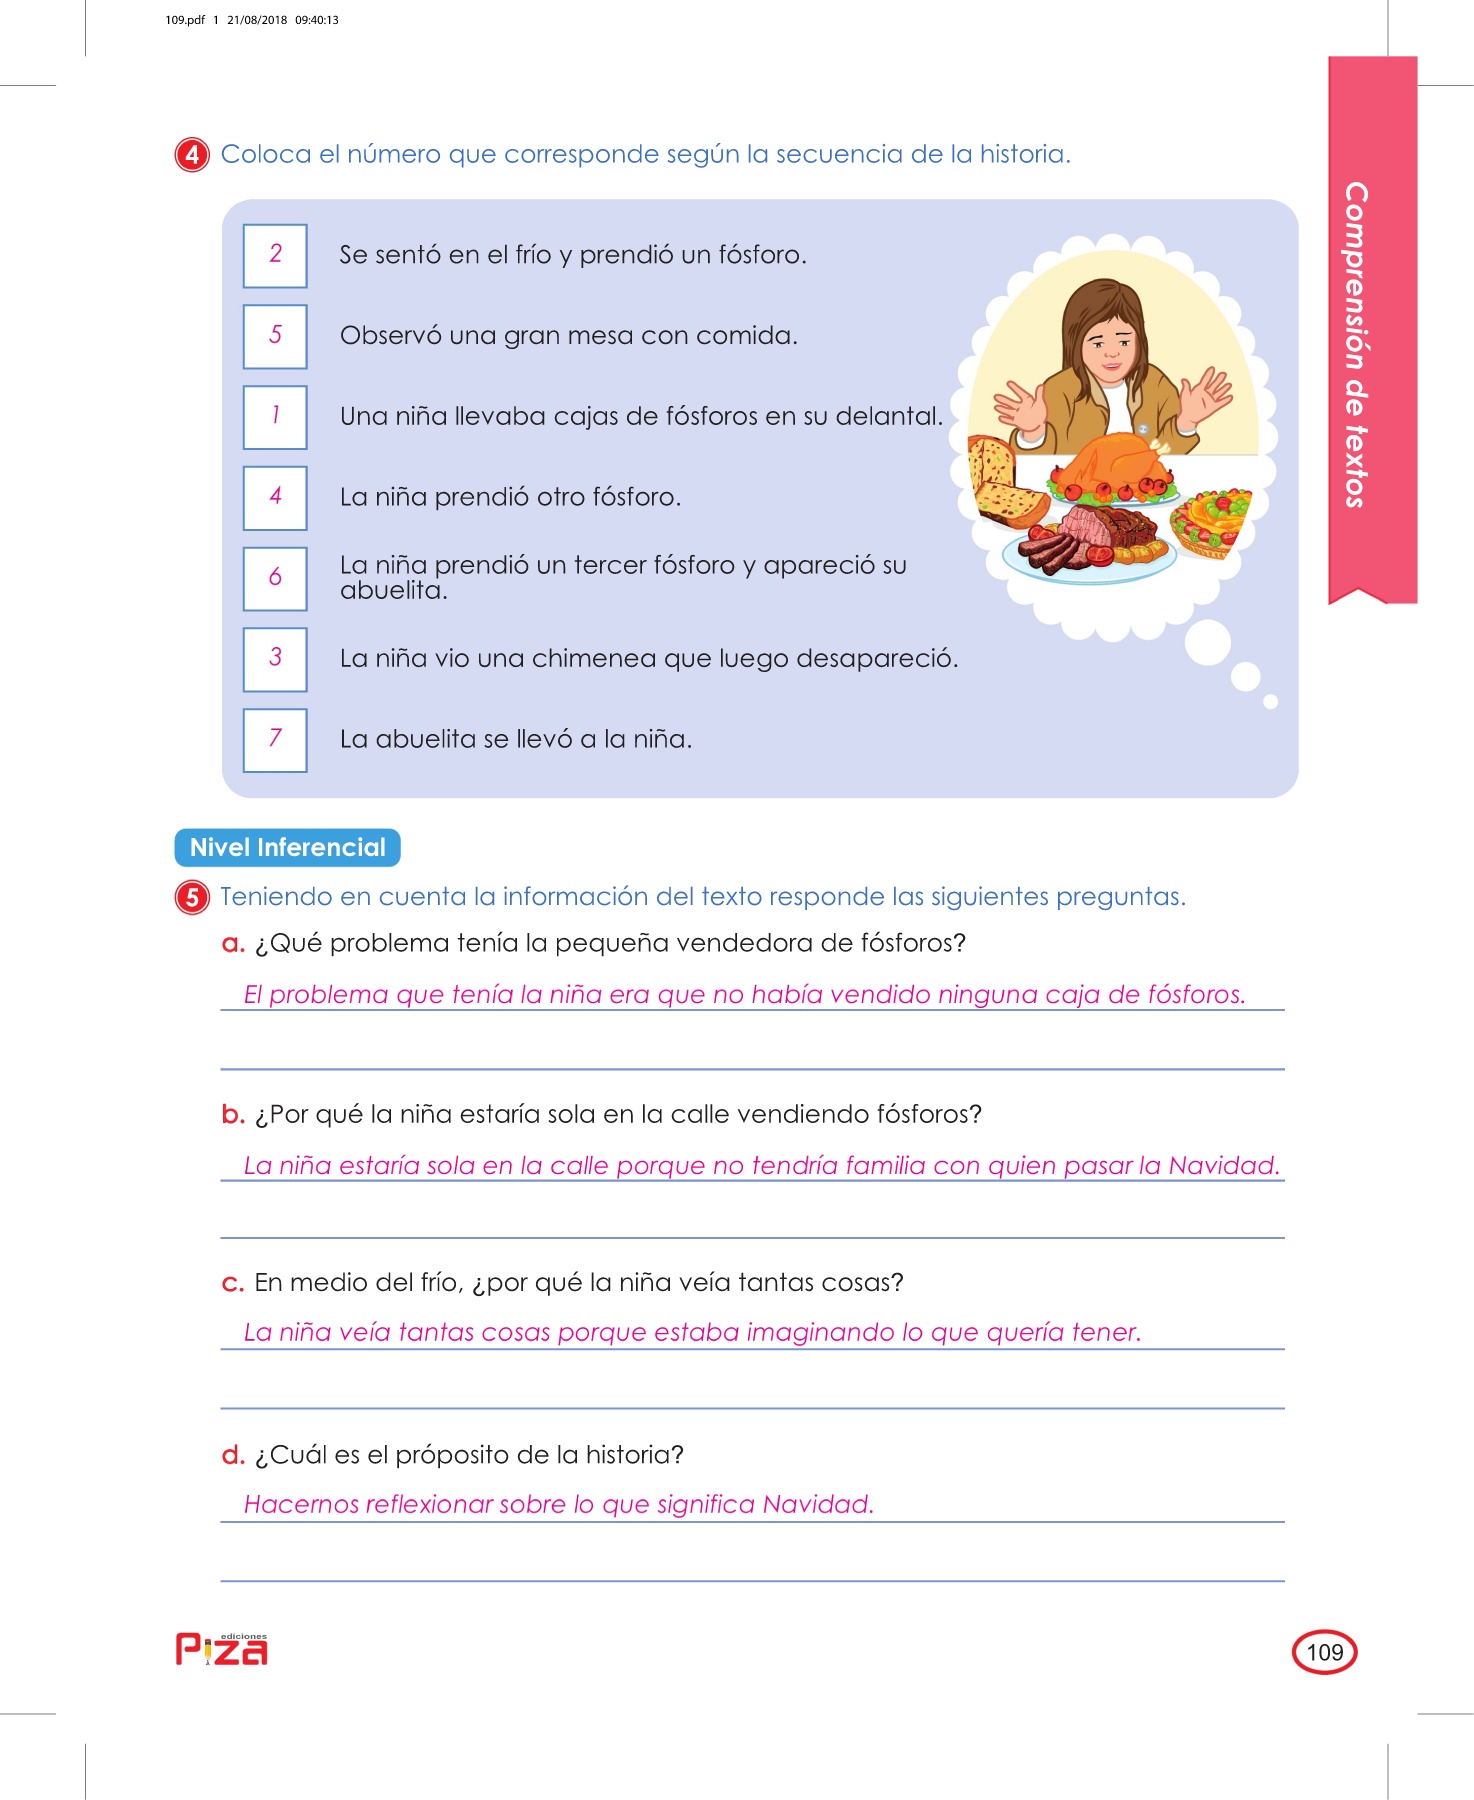 109.pdf 1 21/08/2018 09:40:13
4 Coloca el número que corresponde según la secuencia de la historia.
2 Se sentó en el frío y prendió un fósforo.
5 Observó una gran mesa con comida.
1 Una niña llevaba cajas de fósforos en su delantal.
4 La niña prendió otro fósforo.
6 La niña prendió un tercer fósforo y apareció su
abuelita.
3 La niña vio una chimenea que luego desapareció.
7 La abuelita se llevó a la niña.
Comprensión de textos
Nivel Inferencial
5 Teniendo en cuenta la información del texto responde las siguientes preguntas.
a. ¿Qué problema tenía la pequeña vendedora de fósforos?
El problema que tenía la niña era que no había vendido ninguna caja de fósforos.
b. ¿Por qué la niña estaría sola en la calle vendiendo fósforos?
La niña estaría sola en la calle porque no tendría familia con quien pasar la Navidad.
c. En medio del frío, ¿por qué la niña veía tantas cosas?
La niña veía tantas cosas porque estaba imaginando lo que quería tener.
d. ¿Cuál es el próposito de la historia?
Hacernos reflexionar sobre lo que significa Navidad.
ediciones
Piza
109